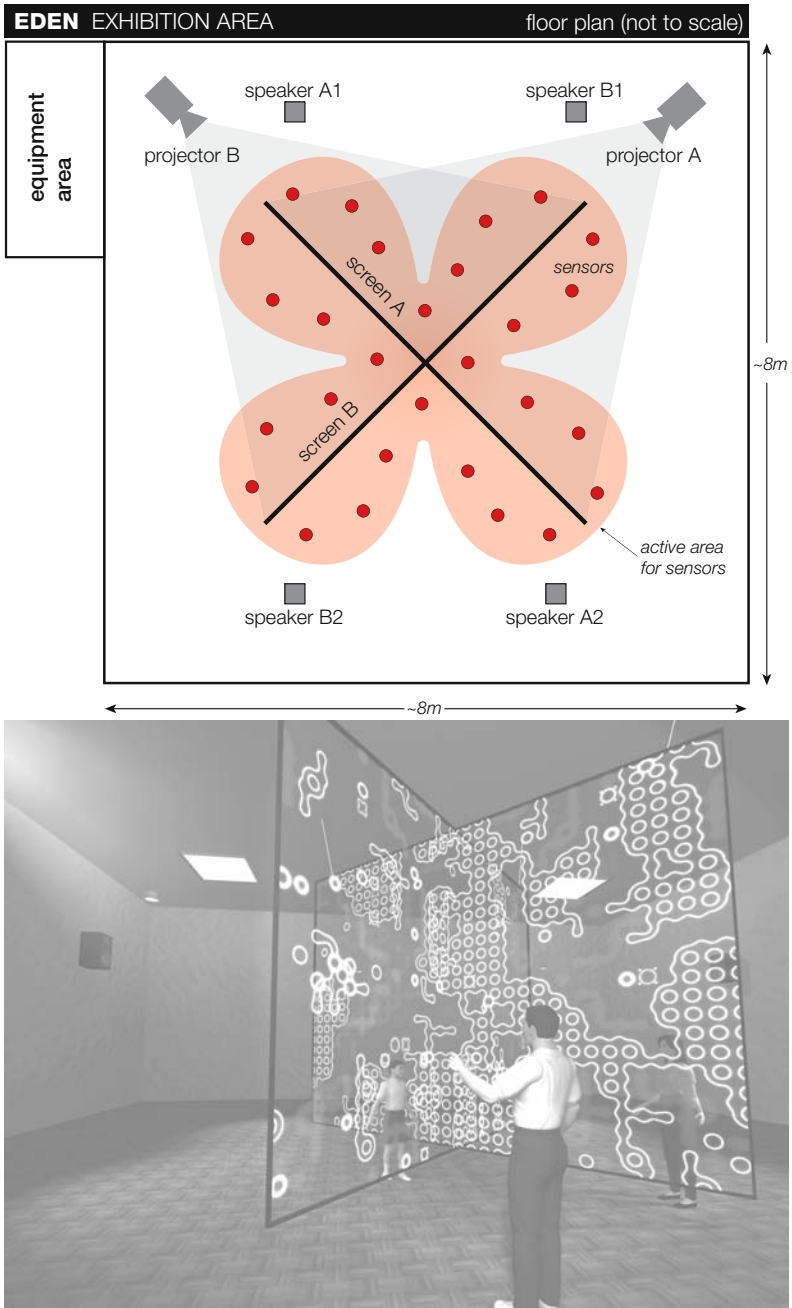 EDEN EXHIBITION AREA
floor plan (not to scale)
equipment
area
speaker A1
speaker B1
projector B
projector A
sensors
screen A
~8m
screen B
active area
for sensors
speaker B2
speaker A2
~8m